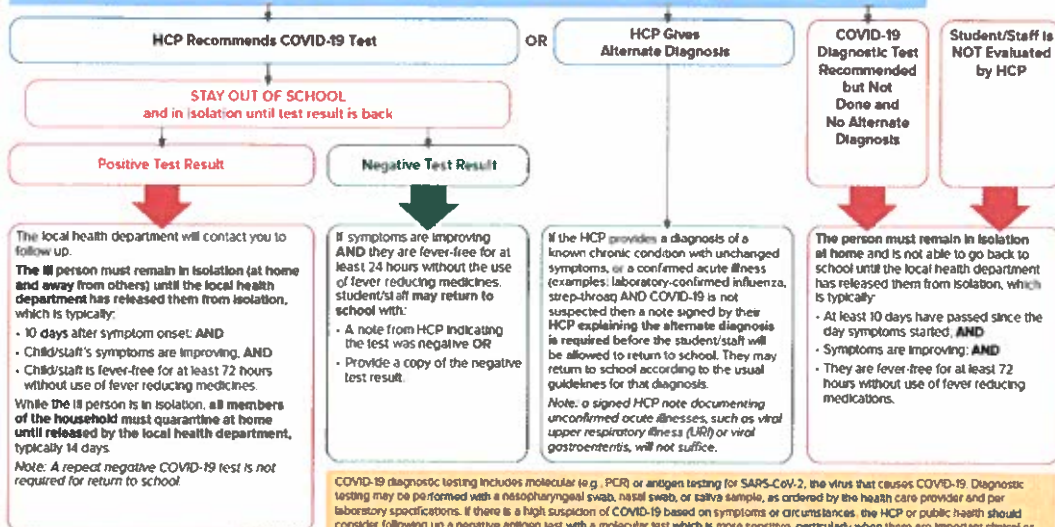 HCP Recommends COVID-19 Test
OR
HCP Gives
Alternate Diagnosis
COVID-19
Diagnostic Test
Recommended
but Not
Done and
No Alternate
Diagnosis
Student/Staff is
NOT Evaluated
by HCP
STAY OUT OF SCHOOL
and in isolation until test result is back
Positive Test Result
Negative Test Result
The local health department will contact you to
follow up.
The ill person must remain in isolation (at home
and away from others) until the local health
department has released them from isolation,
which is typically:
· 10 days after symptom onset: AND
· Child/staff's symptoms are improving, AND
· Child/staff is fever-free for at least 72 hours
without use of fever reducing medicines.
While the ill person is in isolation, all members
of the household must quarantine at home
until released by the local health department,
typically 14 days
Note: A repeat negative COVID-19 test is not
required for return to school.
If symptoms are improving
AND they are fever-free for at
least 24 hours without the use
of fever reducing medicines.
student/staff may return to
school with:
· A note from HCP indicating
the test was negative OR
· Provide a copy of the negative
test result.
If the HCP provides a diagnosis of a
known chronic condition with unchanged
symptoms, or a confirmed acute illness
(examples: laboratory-confirmed influenza,
strep-throat) AND COVID-19 is not
suspected then a note signed by their
HCP explaining the alternate diagnosis
is required before the student/staff will
be allowed to return to school. They may
return to school according to the usual
guidelines for that diagnosis.
Note: a signed HCP note documenting
unconfirmed acute illnesses, such as viral
upper respiratory illness (URI) or viral
gastroenteritis, will not suffice.
The person must remain in isolation
at home and is not able to go back to
school until the local health department
has released them from isolation, which
is typically:
· At least 10 days have passed since the
day symptoms started; AND
· Symptoms are improving; AND
· They are fever-free for at least 72
hours without use of fever reducing
medications.
COVID-19 diagnostic testing includes molecular (e.g., PCR) or antigen testing for SARS-CoV-2, the virus that causes COVID-19. Diagnostic
testing may be performed with a nasopharyngeal swab, nasal swab, or saliva sample, as ordered by the health care provider and per
laboratory specifications. If there is a high suspicion of COVID-19 based on symptoms or circumstances, the HCP or public health should
consider following up a negative antigen test with a molecular test which is more sensitive, particularly when there are important clinical or